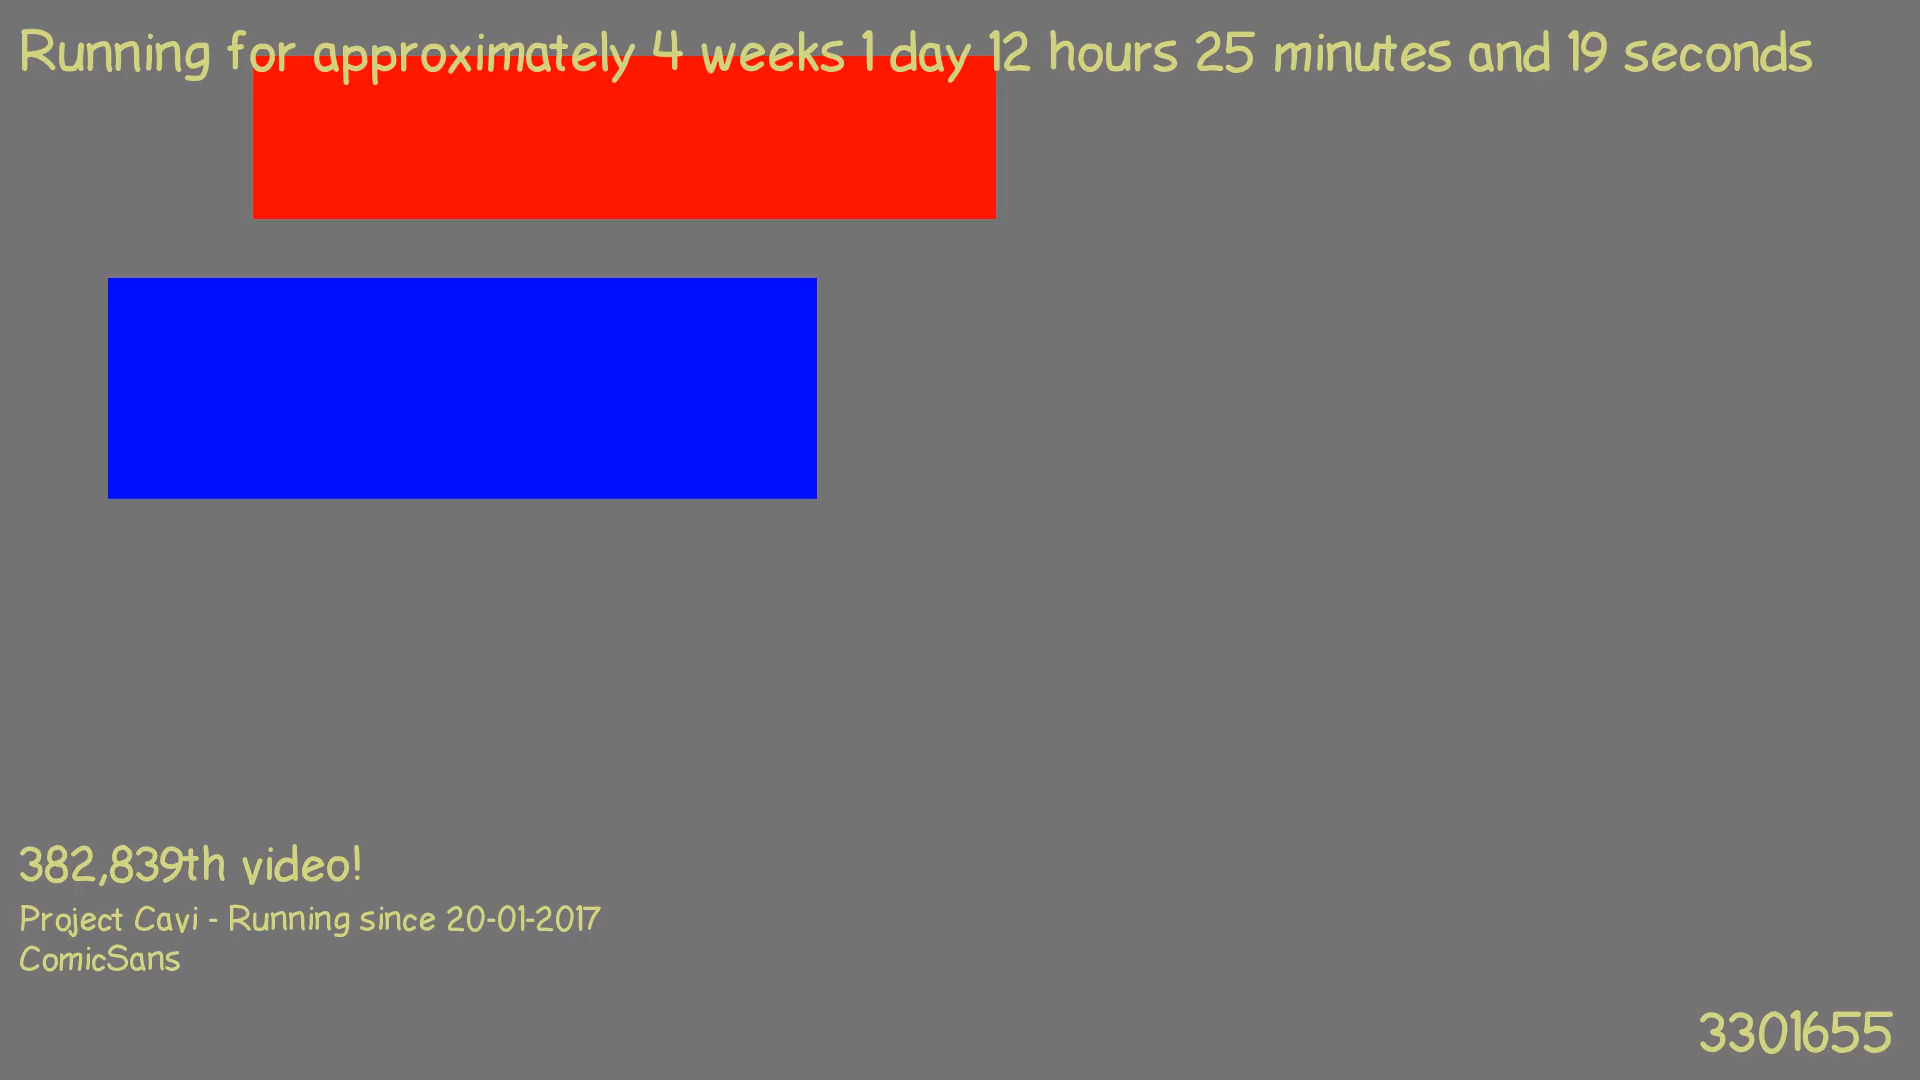 Running for approximately 4 weeks 1 day 12 hours 25 minutes and 19 seconds
382,839th video!
Project Cavi - Running since 20-01-2017
ComicSans
3301655